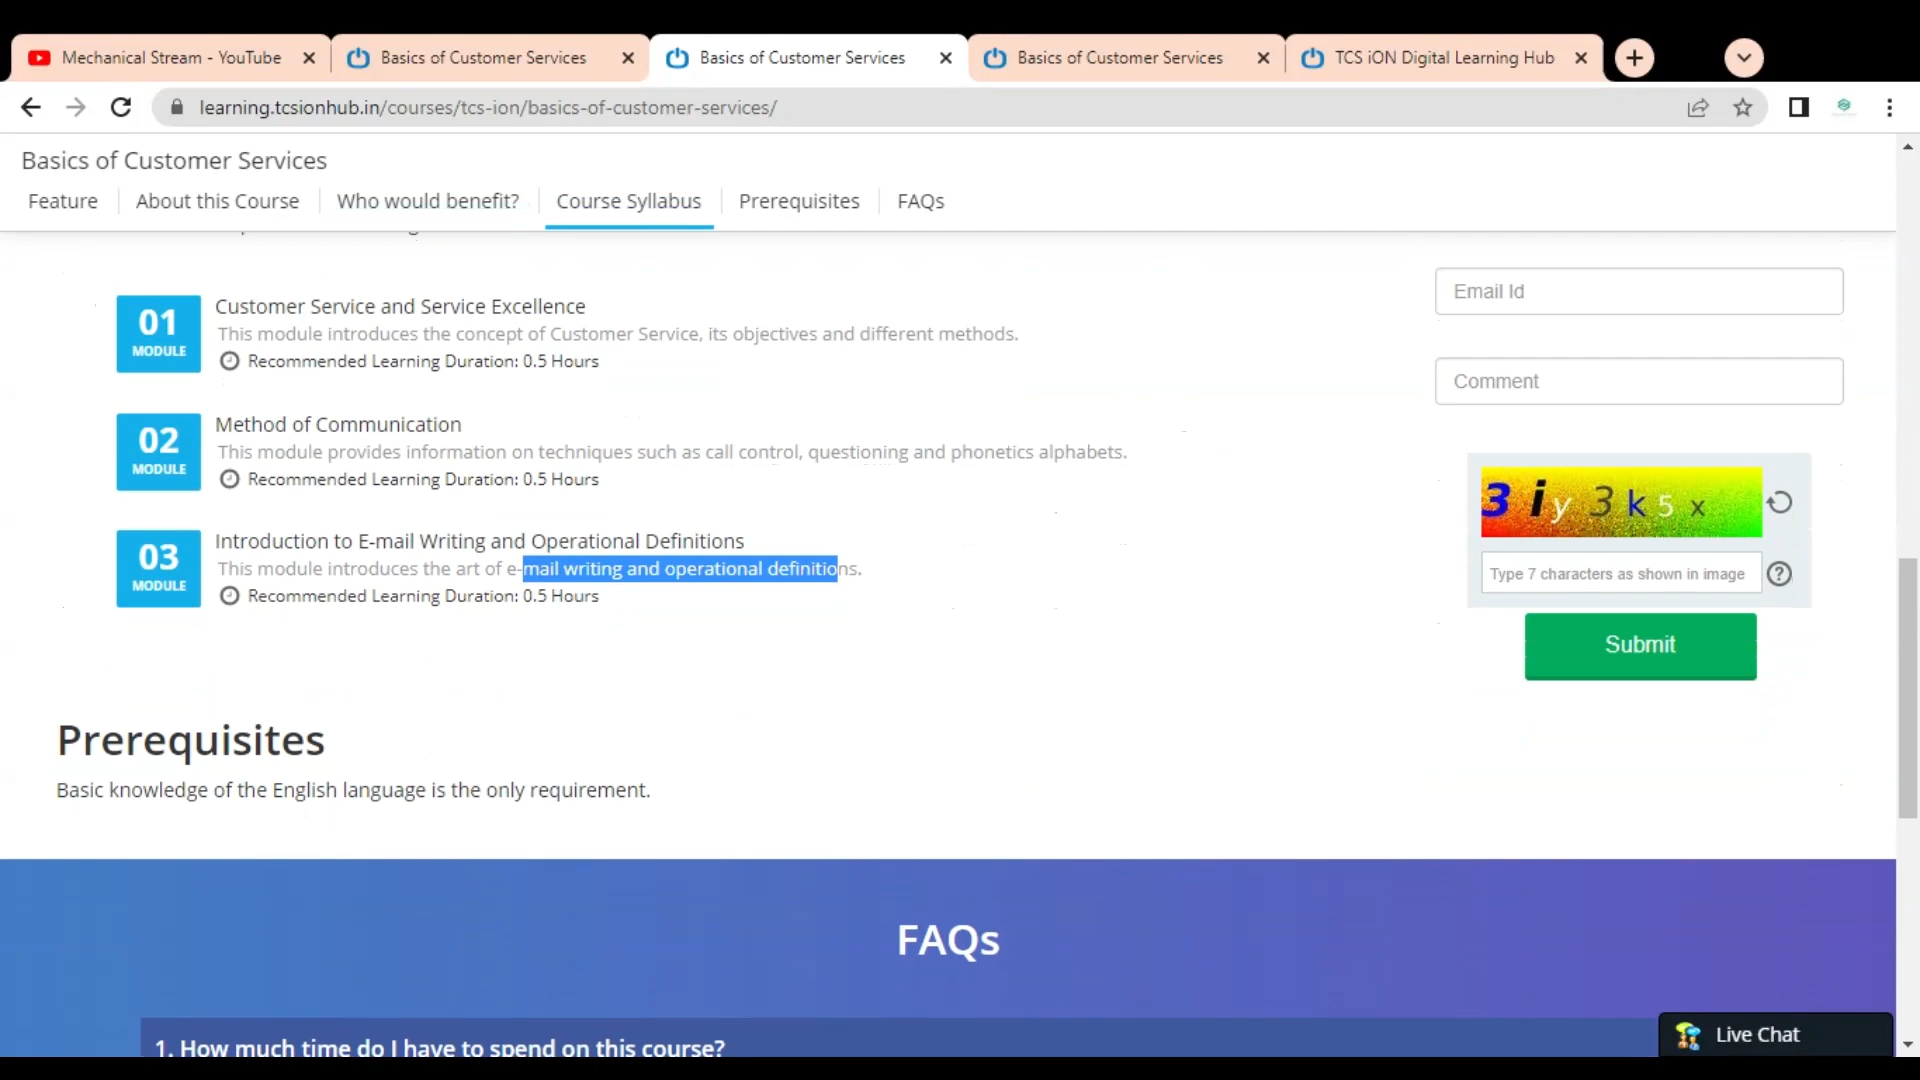 Mechanical Stream - YouTube
Basics of Customer Services
Basics of Customer Services
Basics of Customer Services
TCS iON Digital Learning Hub
learning.tcsionhub.in/courses/tcs-ion/basics-of-customer-services/
Basics of Customer Services
Feature
About this Course
Who would benefit?
Course Syllabus
Prerequisites
FAQs
01
MODULE
Customer Service and Service Excellence
This module introduces the concept of Customer Service, its objectives and different methods.
Recommended Learning Duration: 0.5 Hours
02
MODULE
Method of Communication
This module provides information on techniques such as call control, questioning and phonetics alphabets.
Recommended Learning Duration: 0.5 Hours
03
MODULE
Introduction to E-mail Writing and Operational Definitions
This module introduces the art of e-mail writing and operational definitions.
Recommended Learning Duration: 0.5 Hours
Email Id
Comment
3 i y 3 k 5 x
Type 7 characters as shown in image
Submit
Prerequisites
Basic knowledge of the English language is the only requirement.
FAQs
1. How much time do I have to spend on this course?
Live Chat